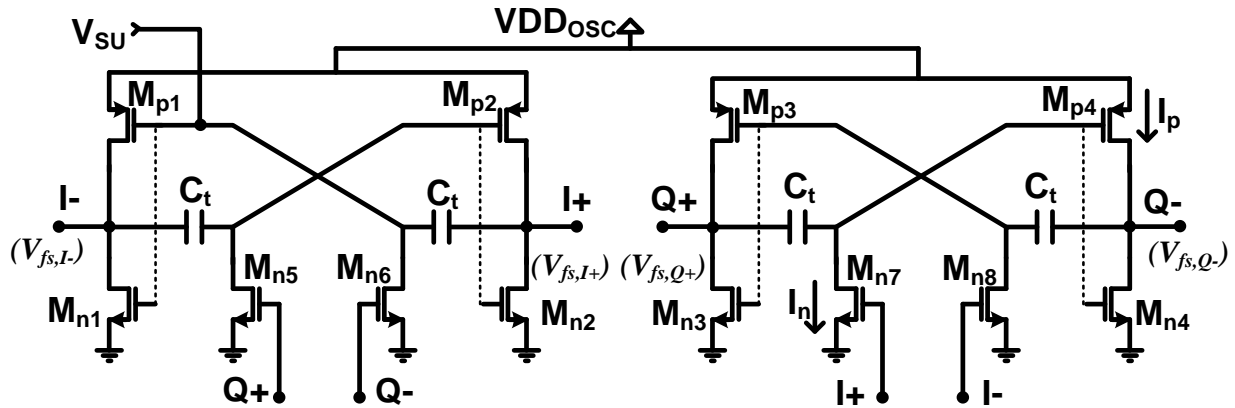 V_SU VDD_OSC
M_p1 M_p2 M_p3 M_p4 I_p
I- C_t C_t I+ Q+ C_t C_t Q-
(V_fs,I-) (V_fs,I+) (V_fs,Q+) (V_fs,Q-)
M_n5 M_n6 M_n7 M_n8
M_n1 M_n2 M_n3 I_n M_n4
Q+ Q- I+ I-